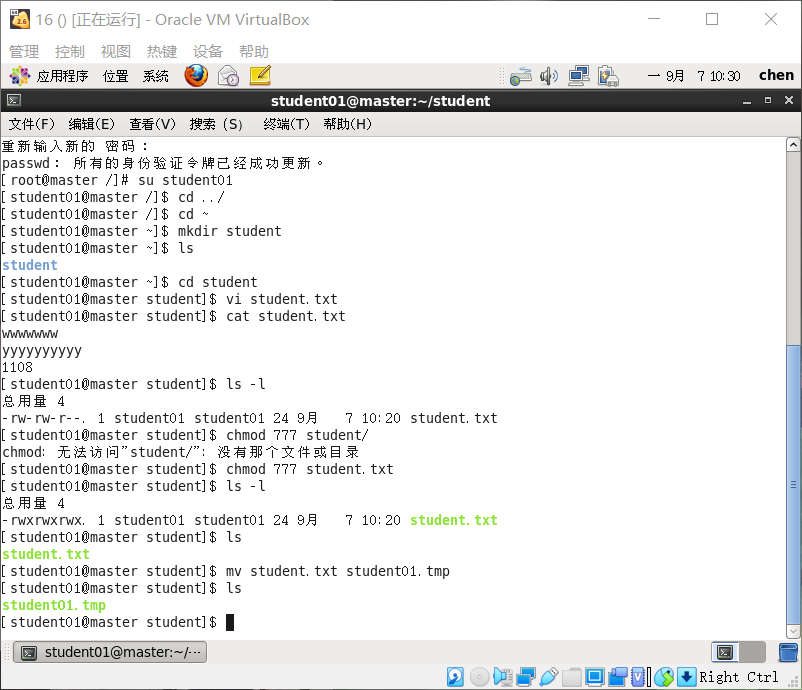 16 () [正在运行] - Oracle VM VirtualBox
管理 控制 视图 热键 设备 帮助
应用程序 位置 系统 一 9月 7 10:30 chen
student01@master:~/student
文件(F) 编辑(E) 查看(V) 搜索 (S) 终端(T) 帮助(H)
重新输入新的 密码：
passwd： 所有的身份验证令牌已经成功更新。
[root@master /]# su student01
[student01@master /]$ cd ../
[student01@master /]$ cd ~
[student01@master ~]$ mkdir student
[student01@master ~]$ ls
student
[student01@master ~]$ cd student
[student01@master student]$ vi student.txt
[student01@master student]$ cat student.txt
wwwwwww
yyyyyyyyyy
1108
[student01@master student]$ ls -l
总用量 4
-rw-rw-r--. 1 student01 student01 24 9月   7 10:20 student.txt
[student01@master student]$ chmod 777 student/
chmod: 无法访问"student/": 没有那个文件或目录
[student01@master student]$ chmod 777 student.txt
[student01@master student]$ ls -l
总用量 4
-rwxrwxrwx. 1 student01 student01 24 9月   7 10:20 student.txt
[student01@master student]$ ls
student.txt
[student01@master student]$ mv student.txt student01.tmp
[student01@master student]$ ls
student01.tmp
[student01@master student]$
student01@master:~/···
Right Ctrl